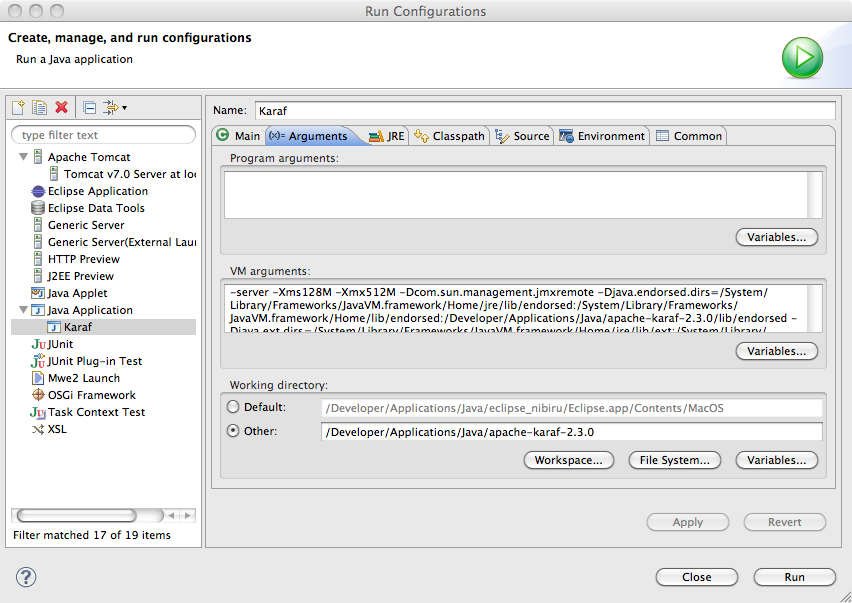 Run Configurations
Create, manage, and run configurations
Run a Java application
type filter text
Apache Tomcat
Tomcat v7.0 Server at loc
Eclipse Application
Eclipse Data Tools
Generic Server
Generic Server(External Laun
HTTP Preview
J2EE Preview
Java Applet
Java Application
Karaf
JUnit
JUnit Plug-in Test
Mwe2 Launch
OSGi Framework
Task Context Test
XSL
Filter matched 17 of 19 items
Name: Karaf
Main (x)= Arguments JRE Classpath Source Environment Common
Program arguments:
Variables...
VM arguments:
-server -Xms128M -Xmx512M -Dcom.sun.management.jmxremote -Djava.endorsed.dirs=/System/
Library/Frameworks/JavaVM.framework/Home/jre/lib/endorsed:/System/Library/Frameworks/
JavaVM.framework/Home/lib/endorsed:/Developer/Applications/Java/apache-karaf-2.3.0/lib/endorsed -
Djava.ext.dirs=/System/Library/Frameworks/JavaVM.framework/Home/jre/lib/ext:/System/Library/
Variables...
Working directory:
Default: /Developer/Applications/Java/eclipse_nibiru/Eclipse.app/Contents/MacOS
Other: /Developer/Applications/Java/apache-karaf-2.3.0
Workspace... File System... Variables...
Apply Revert
? Close Run